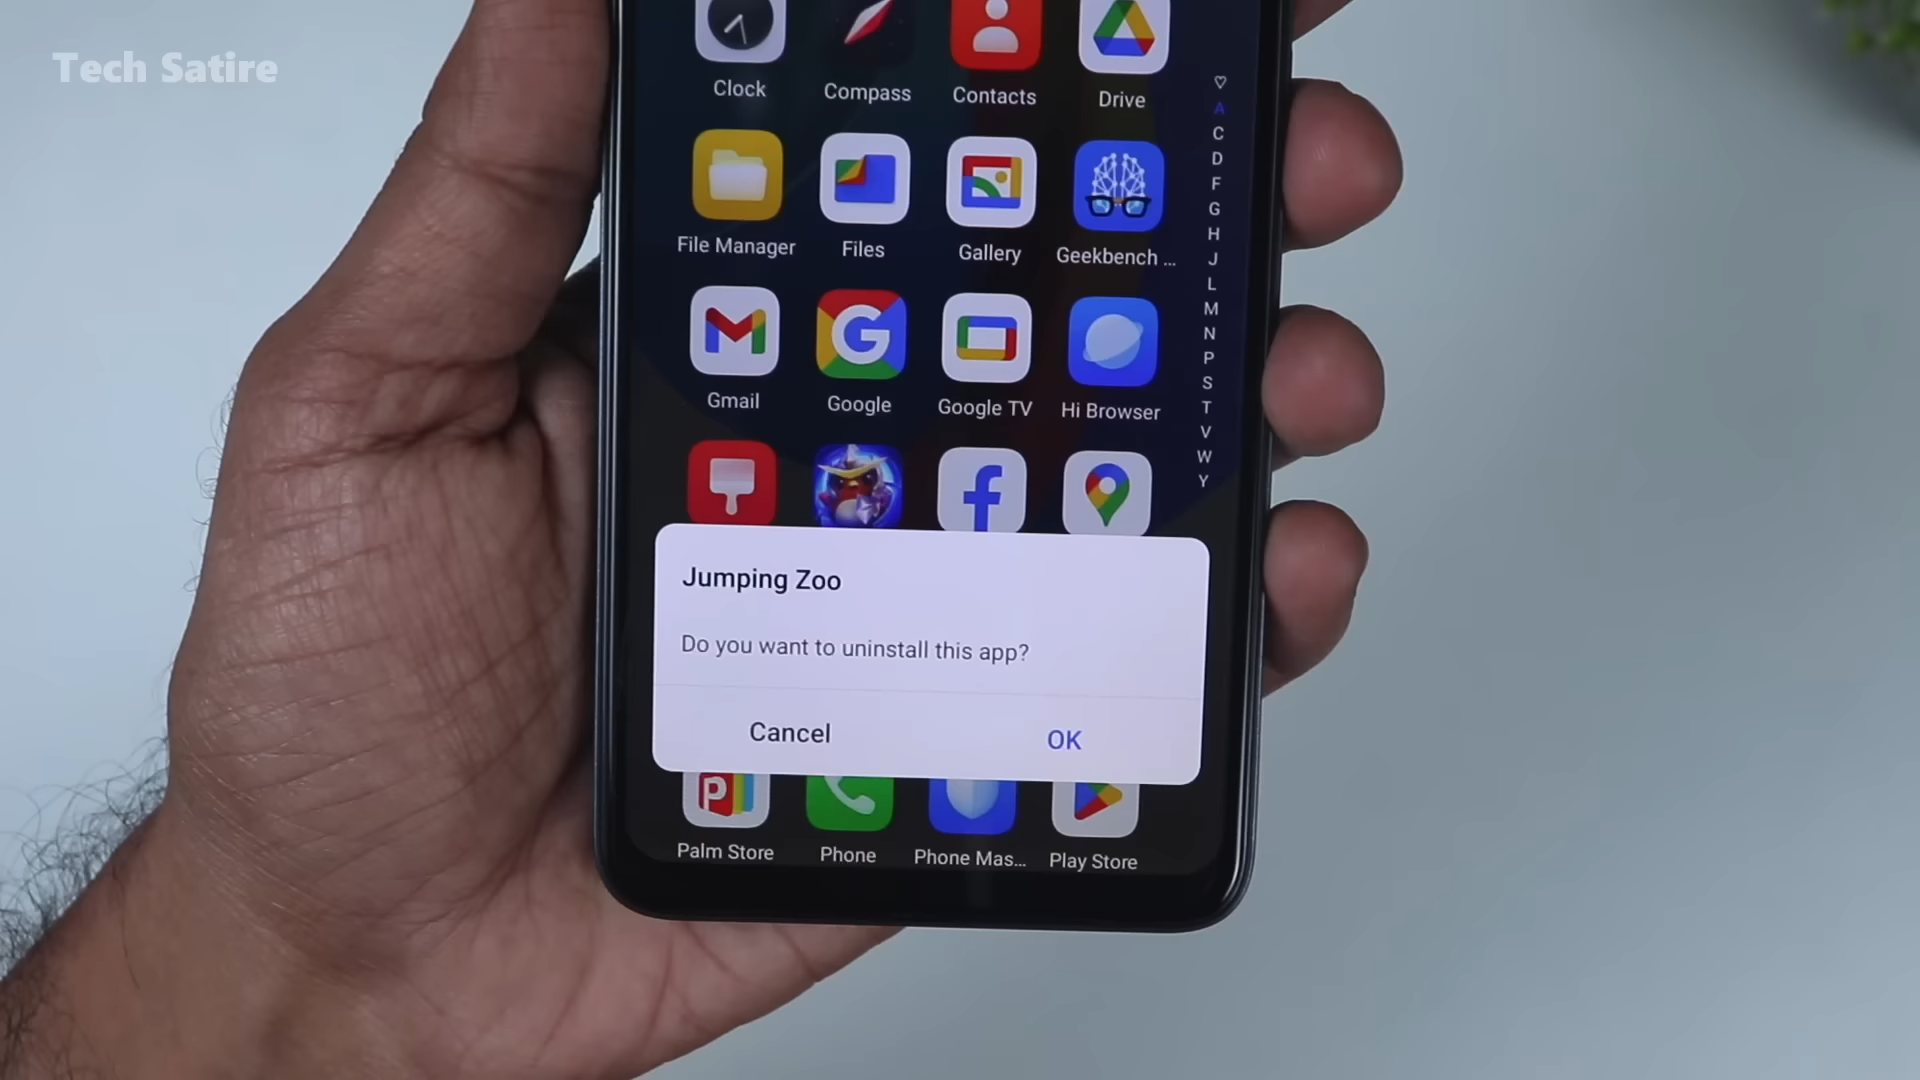 Tech Satire
Clock
Compass
Contacts
Drive
♡
A
C
D
F
G
H
J
L
M
N
P
S
T
V
W
Y
File Manager
Files
Gallery
Geekbench ...
Gmail
Google
Google TV
Hi Browser
Jumping Zoo
Do you want to uninstall this app?
Cancel
OK
Palm Store
Phone
Phone Mas...
Play Store